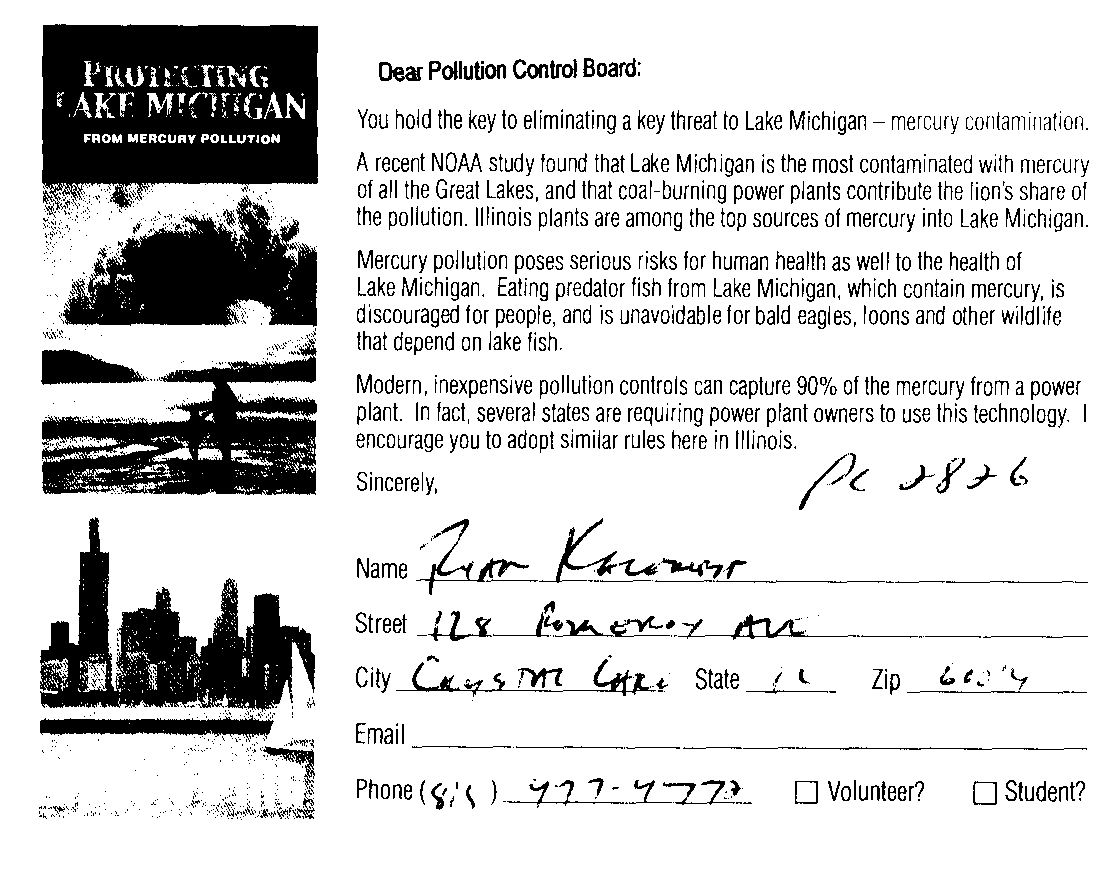 PROTECTING
LAKE MICHIGAN
FROM MERCURY POLLUTION
Dear Pollution Control Board:
You hold the key to eliminating a key threat to Lake Michigan – mercury contamination.
A recent NOAA study found that Lake Michigan is the most contaminated with mercury
of all the Great Lakes, and that coal-burning power plants contribute the lion's share of
the pollution. Illinois plants are among the top sources of mercury into Lake Michigan.
Mercury pollution poses serious risks for human health as well to the health of
Lake Michigan. Eating predator fish from Lake Michigan, which contain mercury, is
discouraged for people, and is unavoidable for bald eagles, loons and other wildlife
that depend on lake fish.
Modern, inexpensive pollution controls can capture 90% of the mercury from a power
plant. In fact, several states are requiring power plant owners to use this technology. I
encourage you to adopt similar rules here in Illinois.
Sincerely,
PC 2826
Name Ryan
Street 128 Pomeroy Ave
City Crystal Lake State IL Zip
Email
Phone
Volunteer? Student?